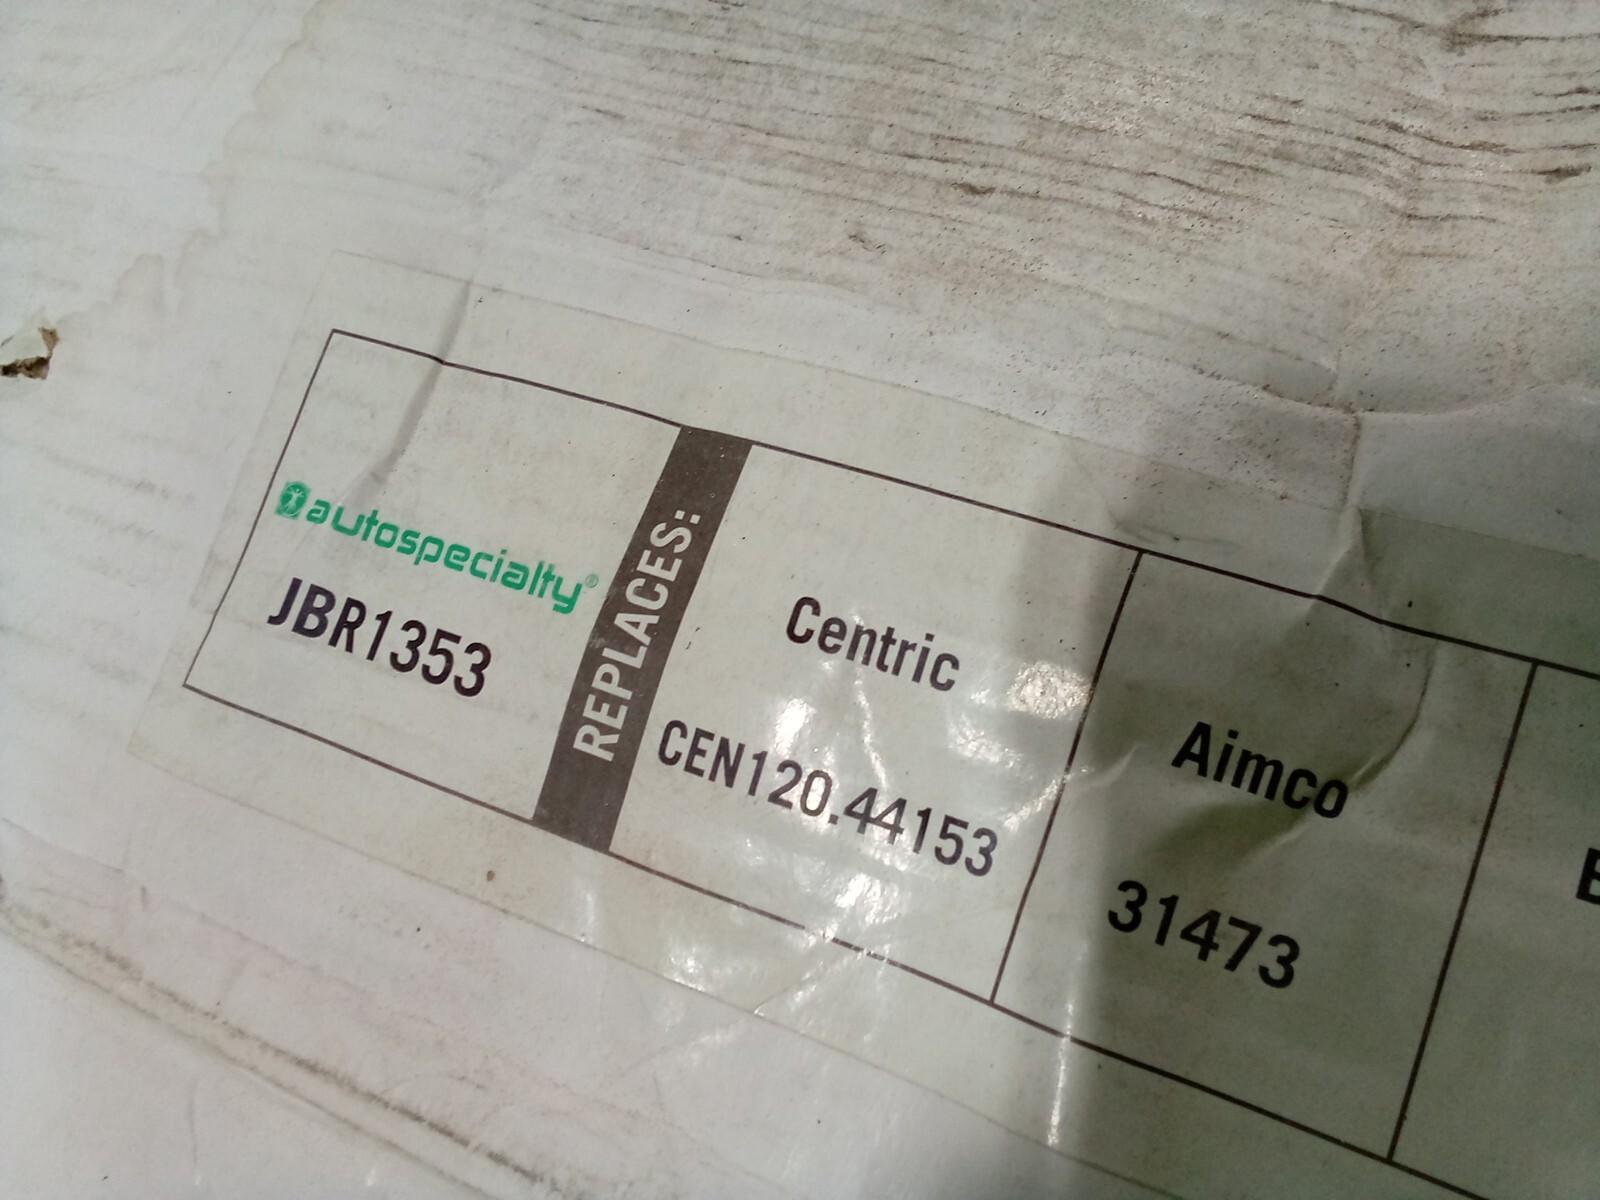 autospecialty®
JBR1353
REPLACES:
Centric
CEN120.44153
Aimco
31473